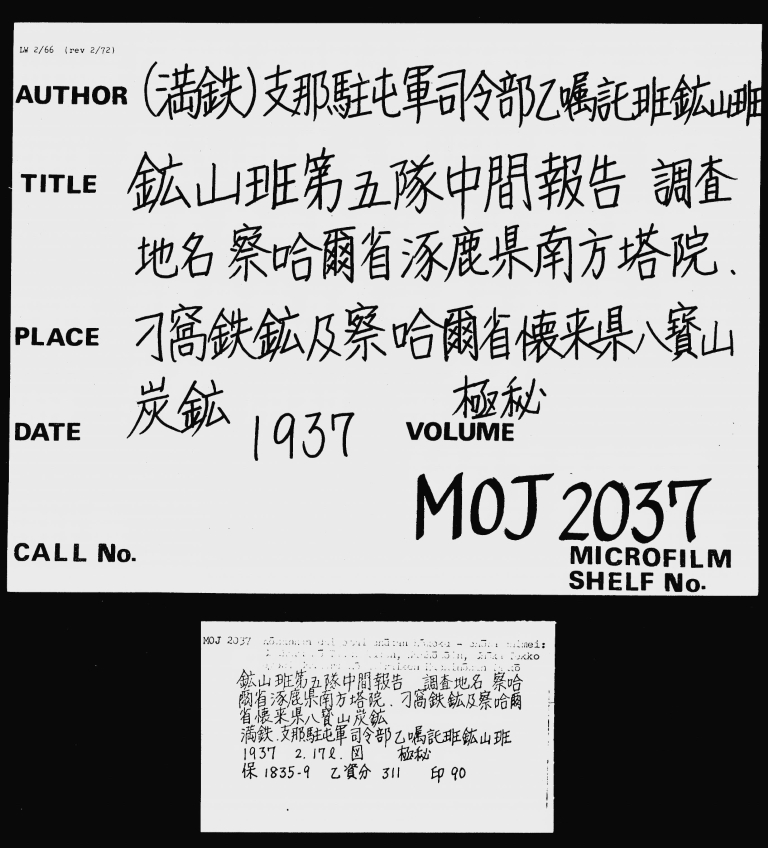 LW 2/66 (rev 2/72)
AUTHOR (満鉄)支那駐屯軍司令部乙嘱託班鉱山班
TITLE 鉱山班第五隊中間報告 調査
地名 察哈爾省涿鹿県南方塔院.
PLACE 刁窩鉄鉱及察哈爾省懐来県八寳山
炭鉱 極秘
DATE 1937 VOLUME
MOJ 2037
CALL No. MICROFILM
SHELF No.
MOJ 2037
鉱山班第五隊中間報告 調査地名 察哈
爾省涿鹿県南方塔院.刁窩鉄鉱及察哈爾
省懐来県八寳山炭鉱
満鉄.支那駐屯軍司令部乙嘱託班鉱山班
1937 2.17ℓ.図 極秘
保1835-9 乙資分 311 印90